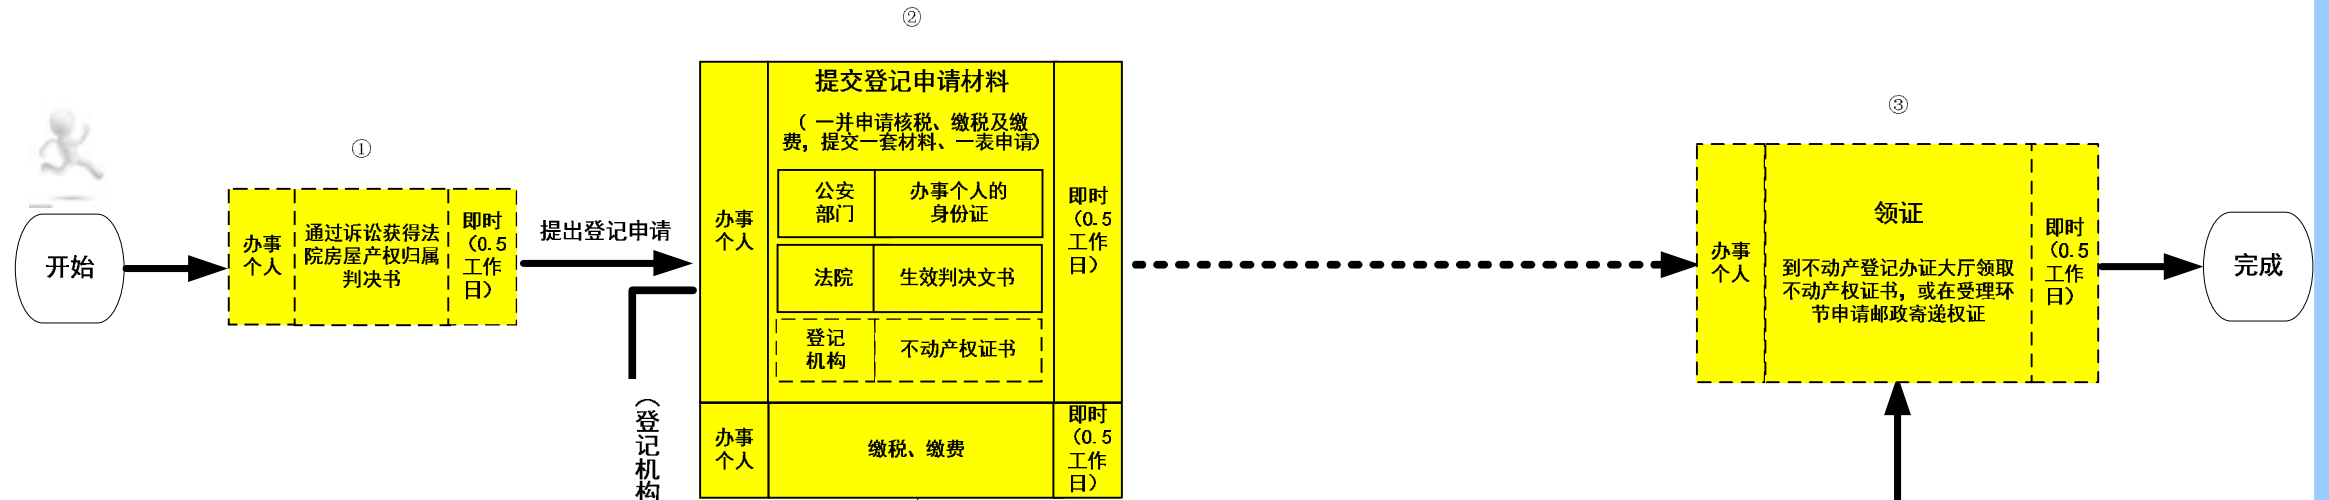 ②
①
③
开始
办事
个人
通过诉讼获得法
院房屋产权归属
判决书
即时
（0.5
工作
日）
提出登记申请
（登记机构
办事
个人
提交登记申请材料
（ 一并申请核税、缴税及缴
费，提交一套材料、一表申请）
公安
部门
办事个人的
身份证
法院
生效判决文书
登记
机构
不动产权证书
即时
（0.5
工作
日）
办事
个人
缴税、缴费
即时
（0.5
工作
日）
办事
个人
领证
到不动产登记办证大厅领取
不动产权证书，或在受理环
节申请邮政寄递权证
即时
（0.5
工作
日）
完成